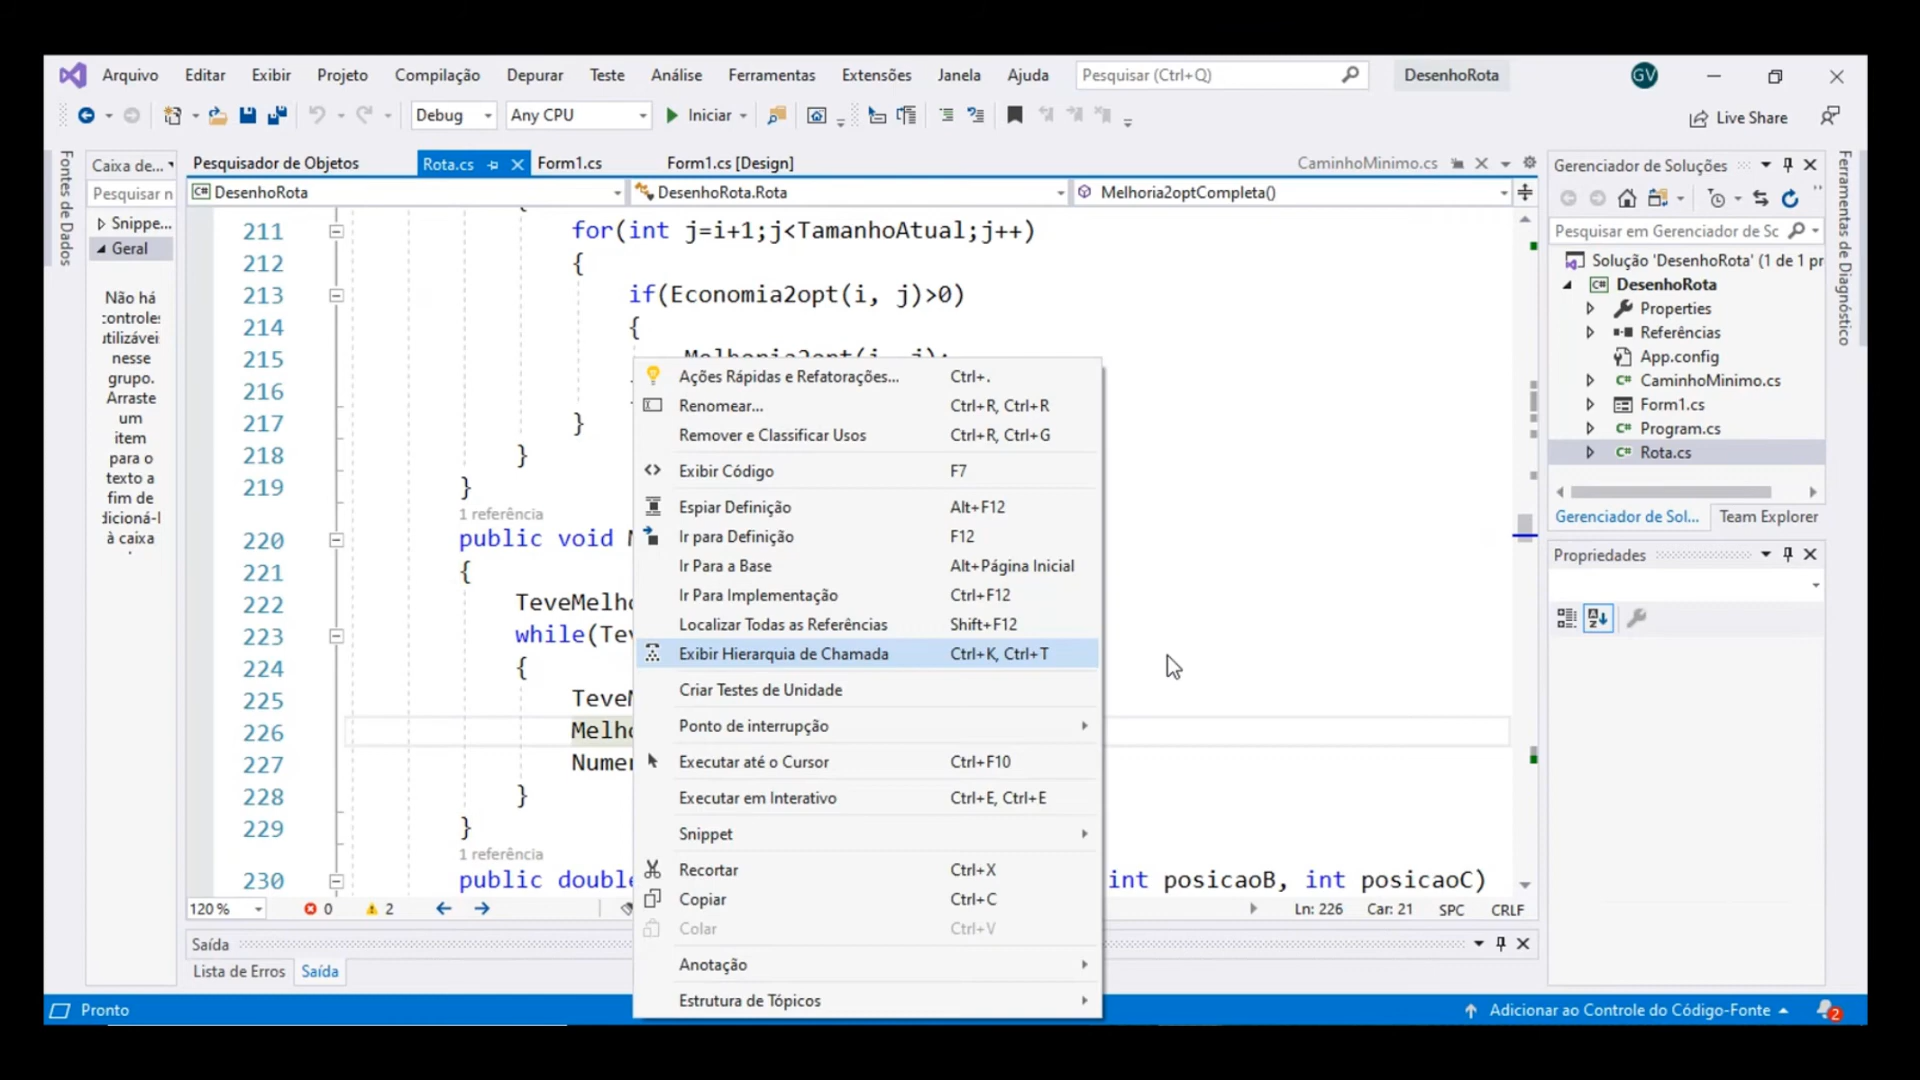 Arquivo Editar Exibir Projeto Compilação Depurar Teste Análise Ferramentas Extensões Janela Ajuda Pesquisar (Ctrl+Q) DesenhoRota GV
Debug Any CPU Iniciar Live Share
Fontes de Dados
Caixa de...
Pesquisar n
Snippe...
Geral
Não há
controle:
utilizávei
nesse
grupo.
Arraste
um
item
para o
texto a
fim de
dicioná-l
à caixa
de
Pesquisador de Objetos Rota.cs Form1.cs Form1.cs [Design] CaminhoMinimo.cs
DesenhoRota DesenhoRota.Rota Melhoria2optCompleta()
211 for(int j=i+1;j<TamanhoAtual;j++)
212 {
213 if(Economia2opt(i, j)>0)
214 {
215 Melhoria2opt(i, j);
216
217 }
218 }
219 }
1 referência
220 public void M
221 {
222 TeveMelho
223 while(Tev
224 {
225 TeveM
226 Melho
227 Numer
228 }
229 }
1 referência
230 public double int posicaoB, int posicaoC)
Ações Rápidas e Refatorações... Ctrl+.
Renomear... Ctrl+R, Ctrl+R
Remover e Classificar Usos Ctrl+R, Ctrl+G
Exibir Código F7
Espiar Definição Alt+F12
Ir para Definição F12
Ir Para a Base Alt+Página Inicial
Ir Para Implementação Ctrl+F12
Localizar Todas as Referências Shift+F12
Exibir Hierarquia de Chamada Ctrl+K, Ctrl+T
Criar Testes de Unidade
Ponto de interrupção
Executar até o Cursor Ctrl+F10
Executar em Interativo Ctrl+E, Ctrl+E
Snippet
Recortar Ctrl+X
Copiar Ctrl+C
Colar Ctrl+V
Anotação
Estrutura de Tópicos
120 % 0 2 Ln: 226 Car: 21 SPC CRLF
Saída
Lista de Erros Saída
Gerenciador de Soluções
Pesquisar em Gerenciador de Sc
Solução 'DesenhoRota' (1 de 1 pr
DesenhoRota
Properties
Referências
App.config
CaminhoMinimo.cs
Form1.cs
Program.cs
Rota.cs
Gerenciador de Sol... Team Explorer
Propriedades
Ferramentas de Diagnóstico
Pronto Adicionar ao Controle do Código-Fonte 2